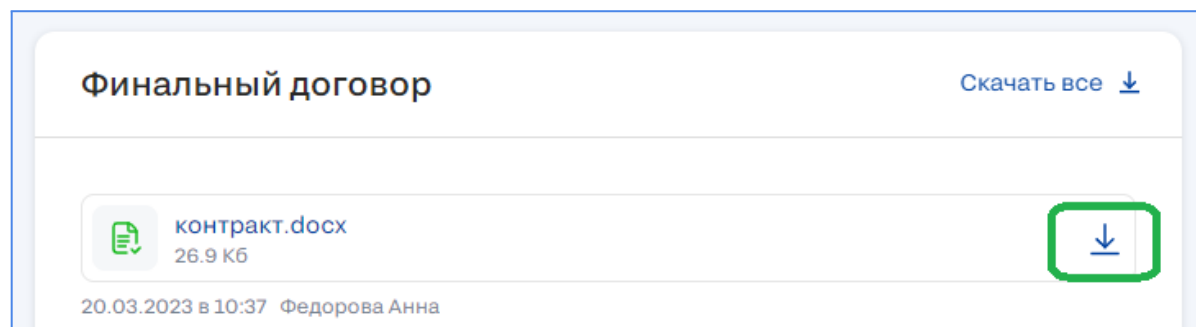 Финальный договор
Скачать все
контракт.docx
26.9 Кб
20.03.2023 в 10:37 Федорова Анна